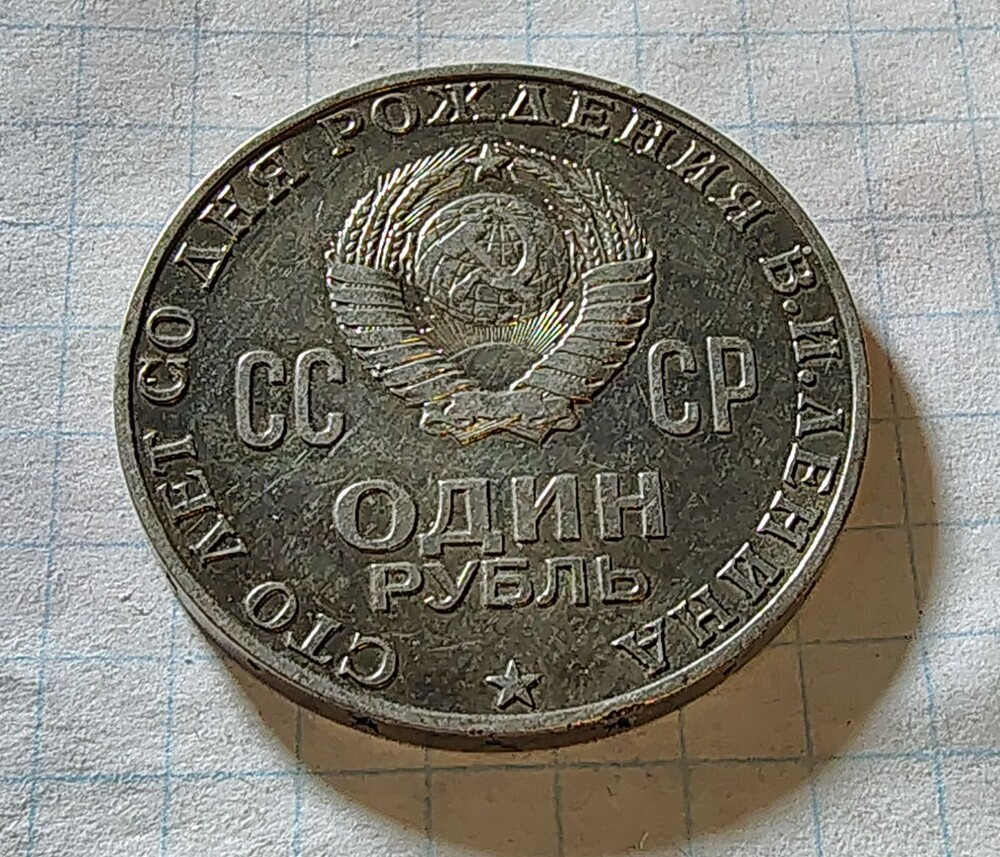 СТО ЛЕТ СО ДНЯ РОЖДЕНИЯ В.И.ЛЕНИНА
СС СР
ОДИН
РУБЛЬ